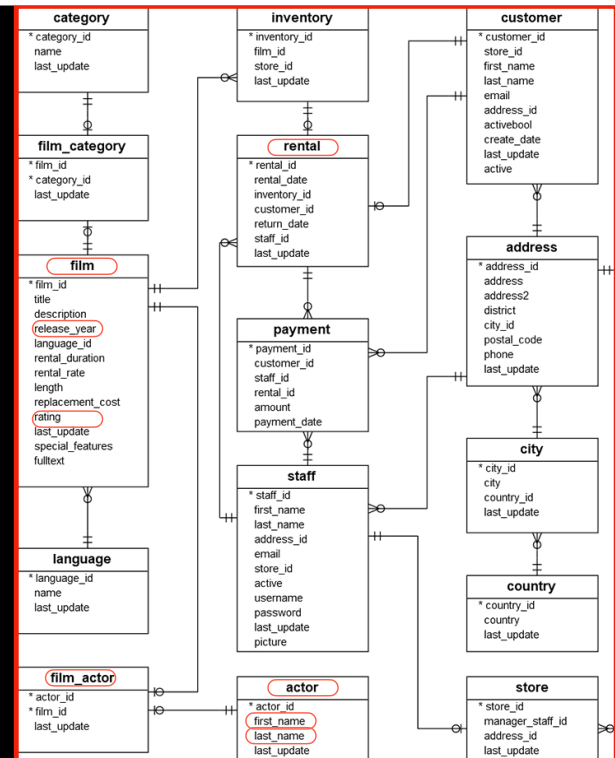 category
* category_id
name
last_update
film_category
* film_id
* category_id
last_update
film
* film_id
title
description
release_year
language_id
rental_duration
rental_rate
length
replacement_cost
rating
last_update
special_features
fulltext
language
* language_id
name
last_update
film_actor
* actor_id
* film_id
last_update
inventory
* inventory_id
film_id
store_id
last_update
rental
* rental_id
rental_date
inventory_id
customer_id
return_date
staff_id
last_update
payment
* payment_id
customer_id
staff_id
rental_id
amount
payment_date
staff
* staff_id
first_name
last_name
address_id
email
store_id
active
username
password
last_update
picture
actor
* actor_id
first_name
last_name
last_update
customer
* customer_id
store_id
first_name
last_name
email
address_id
activebool
create_date
last_update
active
address
* address_id
address
address2
district
city_id
postal_code
phone
last_update
city
* city_id
city
country_id
last_update
country
* country_id
country
last_update
store
* store_id
manager_staff_id
address_id
last_update